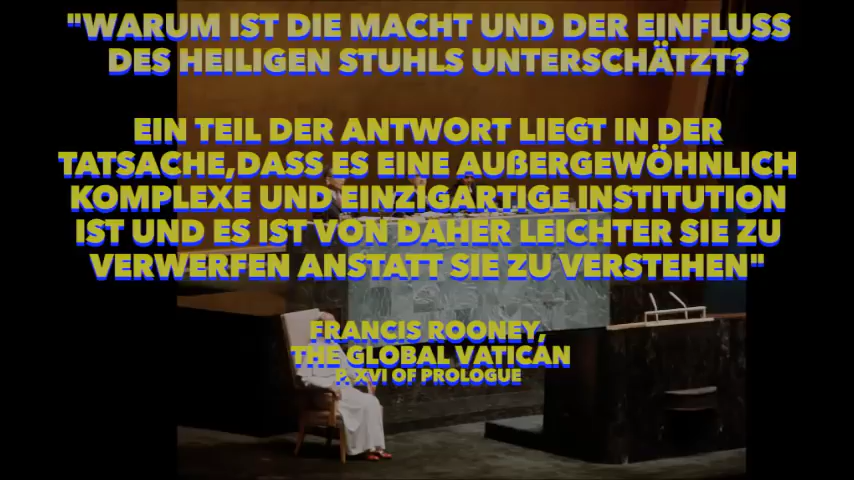 "WARUM IST DIE MACHT UND DER EINFLUSS
DES HEILIGEN STUHLS UNTERSCHÄTZT?
EIN TEIL DER ANTWORT LIEGT IN DER
TATSACHE,DASS ES EINE AUßERGEWÖHNLICH
KOMPLEXE UND EINZIGARTIGE INSTITUTION
IST UND ES IST VON DAHER LEICHTER SIE ZU
VERWERFEN ANSTATT SIE ZU VERSTEHEN"
FRANCIS ROONEY,
THE GLOBAL VATICAN
P. XVI OF PROLOGUE